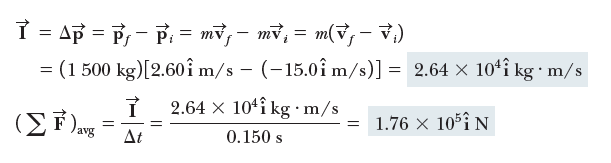 I⃗ = Δp⃗ = p⃗_f − p⃗_i = mv⃗_f − mv⃗_i = m(v⃗_f − v⃗_i)
= (1 500 kg)[2.60î m/s − (−15.0î m/s)] = 2.64 × 10⁴î kg · m/s
(∑ F⃗)_avg = I⃗/Δt = 2.64 × 10⁴î kg · m/s / 0.150 s = 1.76 × 10⁵î N